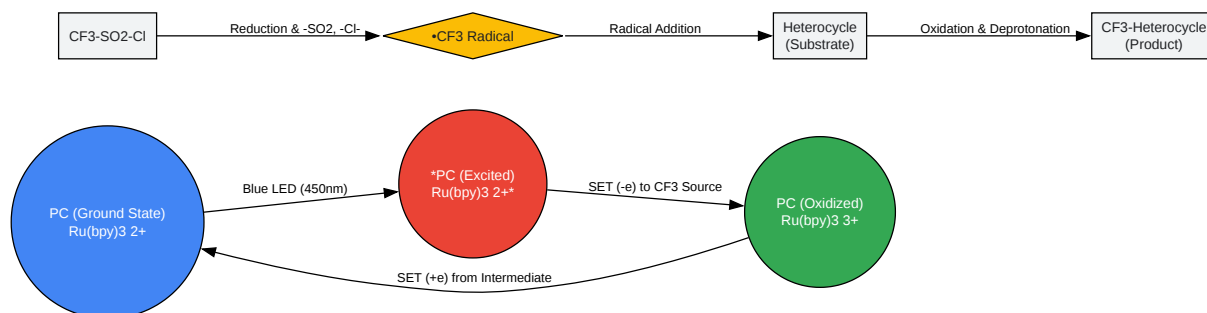 CF3-SO2-Cl
Reduction & -SO2, -Cl-
•CF3 Radical
Radical Addition
Heterocycle
(Substrate)
Oxidation & Deprotonation
CF3-Heterocycle
(Product)
PC (Ground State)
Ru(bpy)3 2+
Blue LED (450nm)
*PC (Excited)
Ru(bpy)3 2+*
SET (-e) to CF3 Source
PC (Oxidized)
Ru(bpy)3 3+
SET (+e) from Intermediate